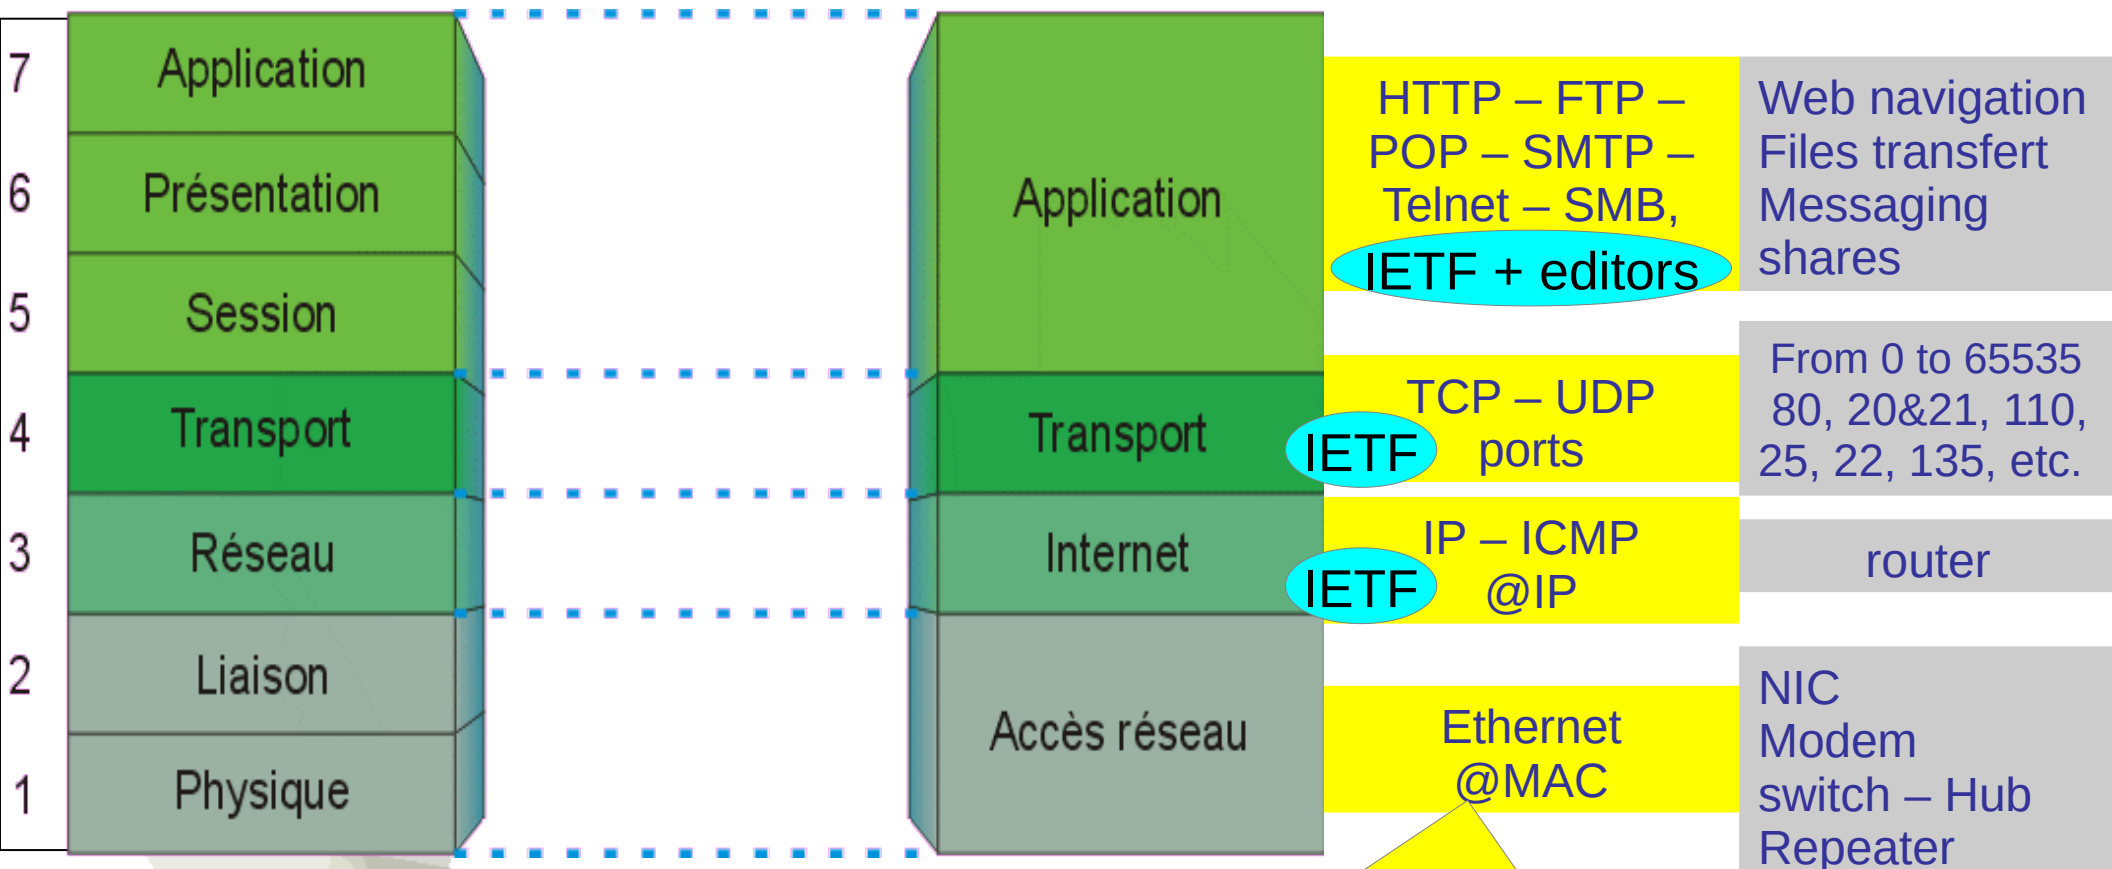 7
Application
6
Présentation
5
Session
4
Transport
3
Réseau
2
Liaison
1
Physique
Application
Transport
Internet
Accès réseau
HTTP – FTP –
POP – SMTP –
Telnet – SMB,
IETF + editors
TCP – UDP
ports
IETF
IP – ICMP
@IP
IETF
Ethernet
@MAC
Web navigation
Files transfert
Messaging
shares
From 0 to 65535
80, 20&21, 110,
25, 22, 135, etc.
router
NIC
Modem
switch – Hub
Repeater